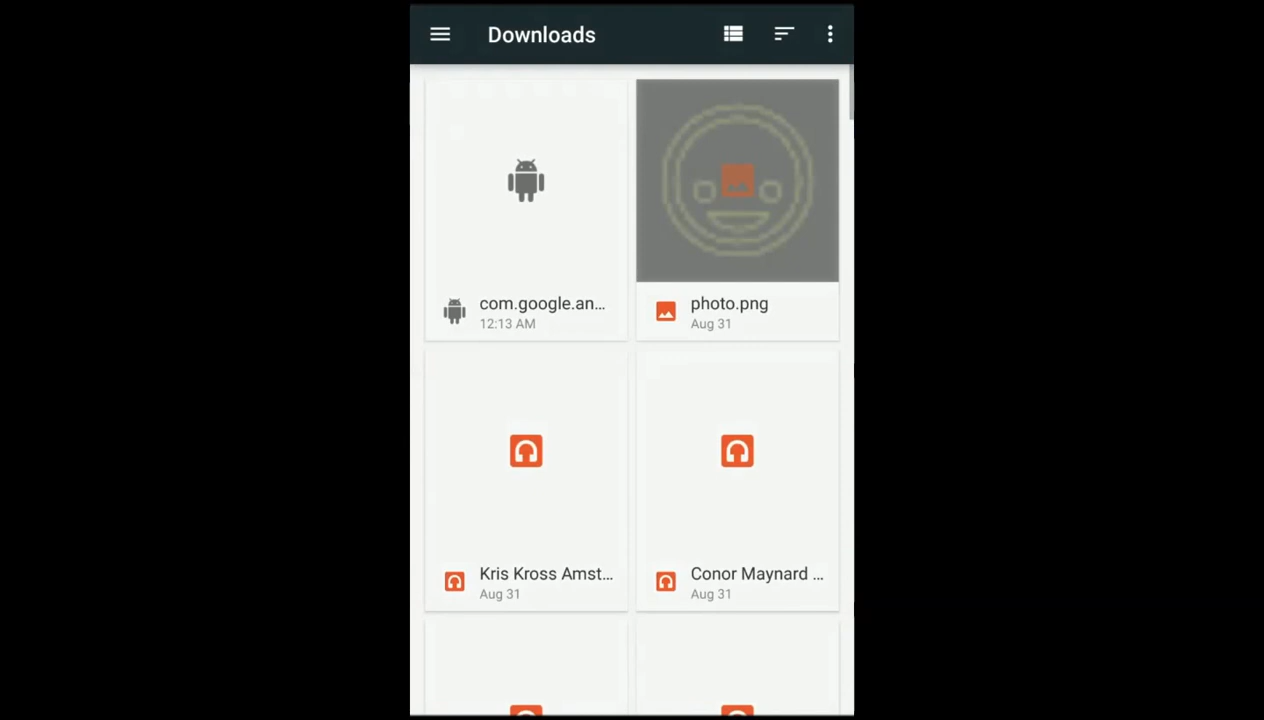 Downloads
com.google.an...
12:13 AM
photo.png
Aug 31
Kris Kross Amst...
Aug 31
Conor Maynard ...
Aug 31